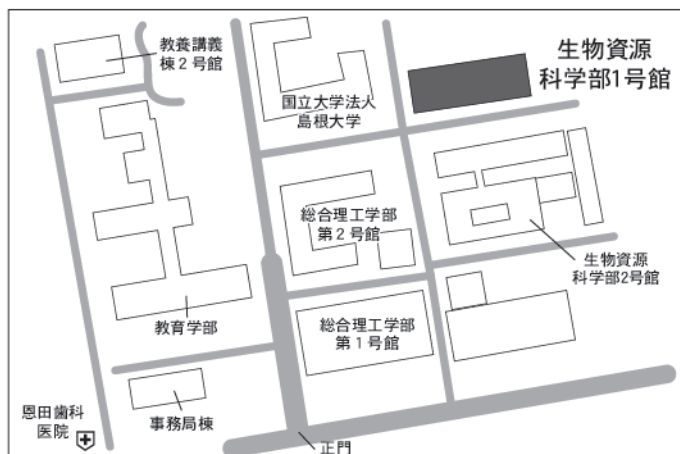 教養講義
棟2号館
国立大学法人
島根大学
生物資源
科学部1号館
総合理工学部
第2号館
生物資源
科学部2号館
教育学部
総合理工学部
第1号館
恩田歯科
医院
事務局棟
正門